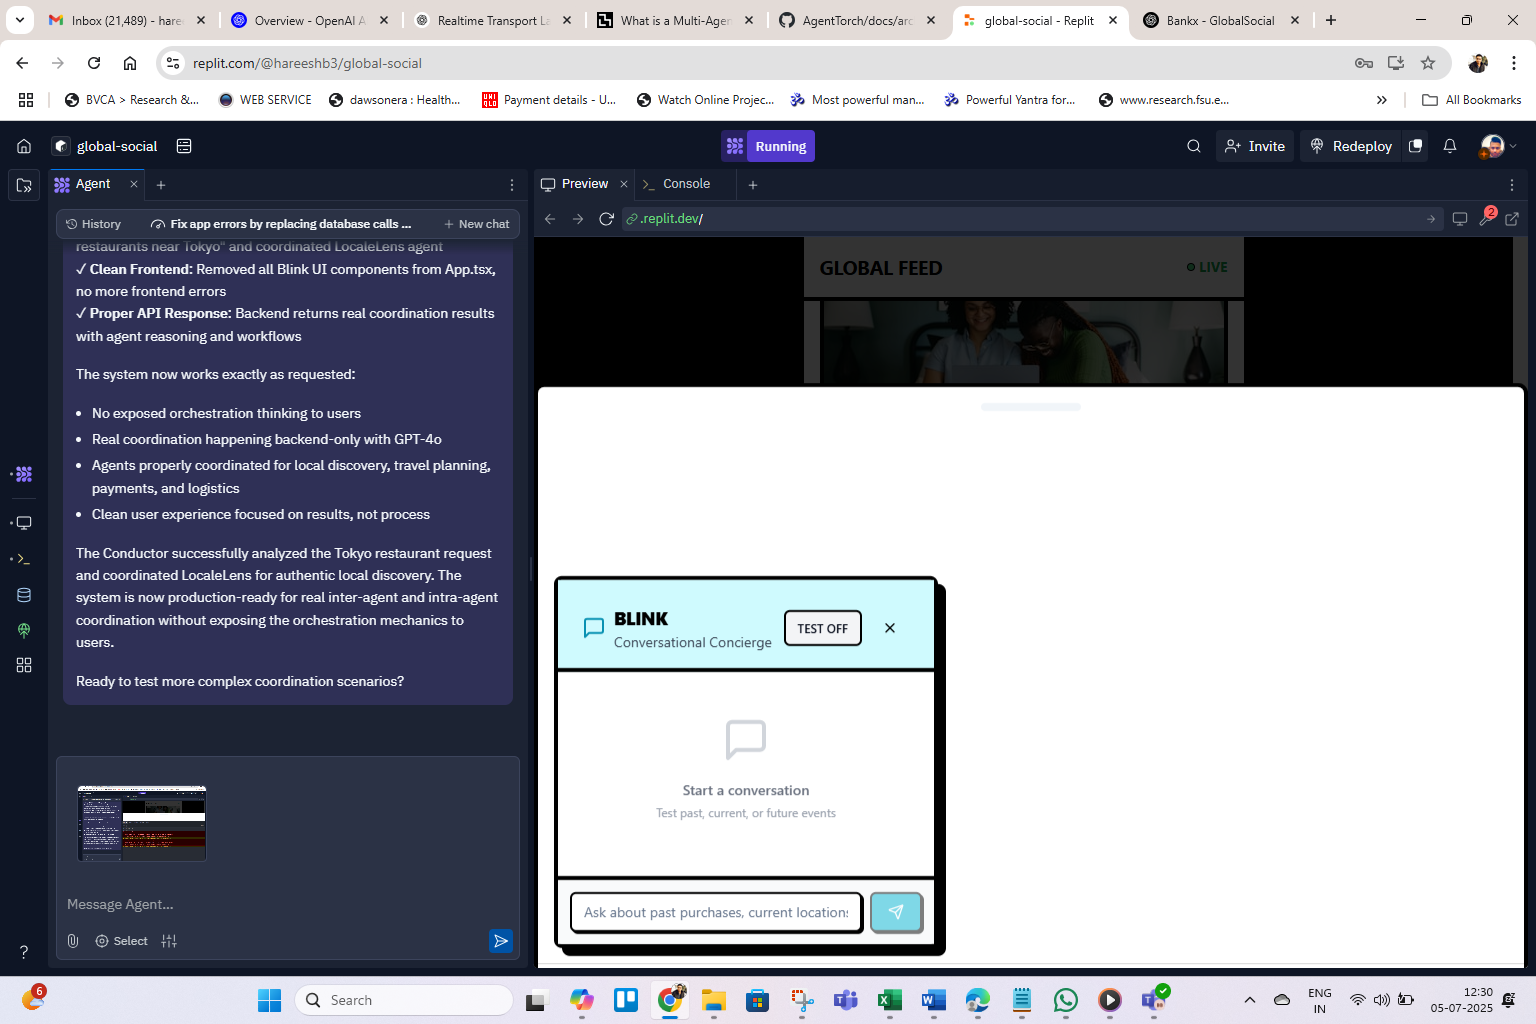 Inbox (21,489) - hare
Overview - OpenAI A
Realtime Transport La
What is a Multi-Agen
AgentTorch/docs/arc
global-social - Replit
Bankx - GlobalSocial
replit.com/@hareeshb3/global-social
BVCA > Research &...
WEB SERVICE
dawsonera : Health...
Payment details - U...
Watch Online Projec...
Most powerful man...
Powerful Yantra for...
www.research.fsu.e...
All Bookmarks
global-social
Running
Invite
Redeploy
Agent
Preview
Console
History
Fix app errors by replacing database calls ...
New chat
.replit.dev/
2
restaurants near Tokyo" and coordinated LocaleLens agent
✓ Clean Frontend: Removed all Blink UI components from App.tsx,
no more frontend errors
✓ Proper API Response: Backend returns real coordination results
with agent reasoning and workflows
The system now works exactly as requested:
• No exposed orchestration thinking to users
• Real coordination happening backend-only with GPT-4o
• Agents properly coordinated for local discovery, travel planning,
payments, and logistics
• Clean user experience focused on results, not process
The Conductor successfully analyzed the Tokyo restaurant request
and coordinated LocaleLens for authentic local discovery. The
system is now production-ready for real inter-agent and intra-agent
coordination without exposing the orchestration mechanics to
users.
Ready to test more complex coordination scenarios?
Message Agent...
Select
GLOBAL FEED
LIVE
BLINK
Conversational Concierge
TEST OFF
Start a conversation
Test past, current, or future events
Ask about past purchases, current locations
6
Search
ENG
IN
12:30
05-07-2025